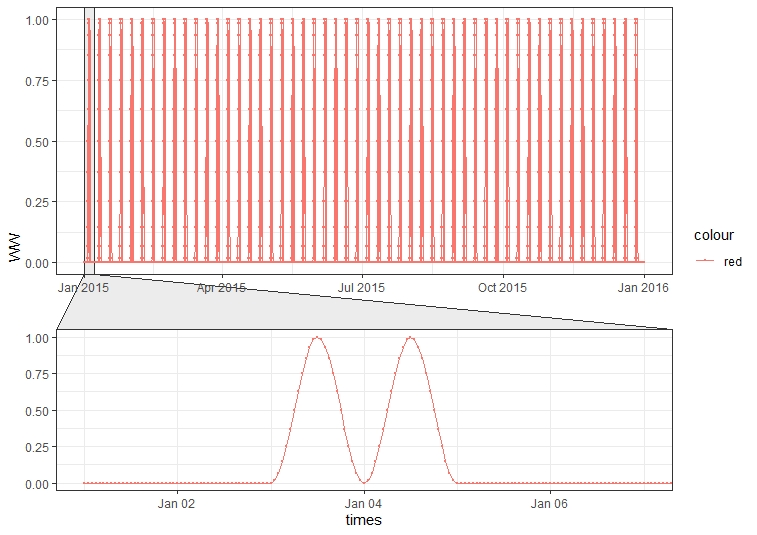 1.00
0.75
0.50
0.25
0.00
WW
Jan 2015
Apr 2015
Jul 2015
Oct 2015
Jan 2016
colour
red
1.00
0.75
0.50
0.25
0.00
Jan 02
Jan 04
Jan 06
times